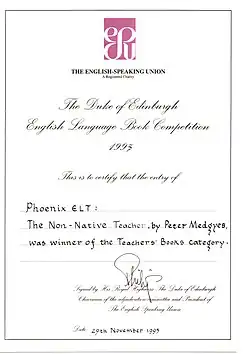 esu
THE ENGLISH-SPEAKING UNION
A Registered Charity
The Duke of Edinburgh
English Language Book Competition
1995
This is to certify that the entry of
Phoenix ELT:
The Non-Native Teacher, by Peter Medgyes,
was winner of the Teachers' Books category.
Philip
Signed by His Royal Highness The Duke of Edinburgh
Chairman of the adjudication committee and President of
The English Speaking Union
Date 29th November 1995